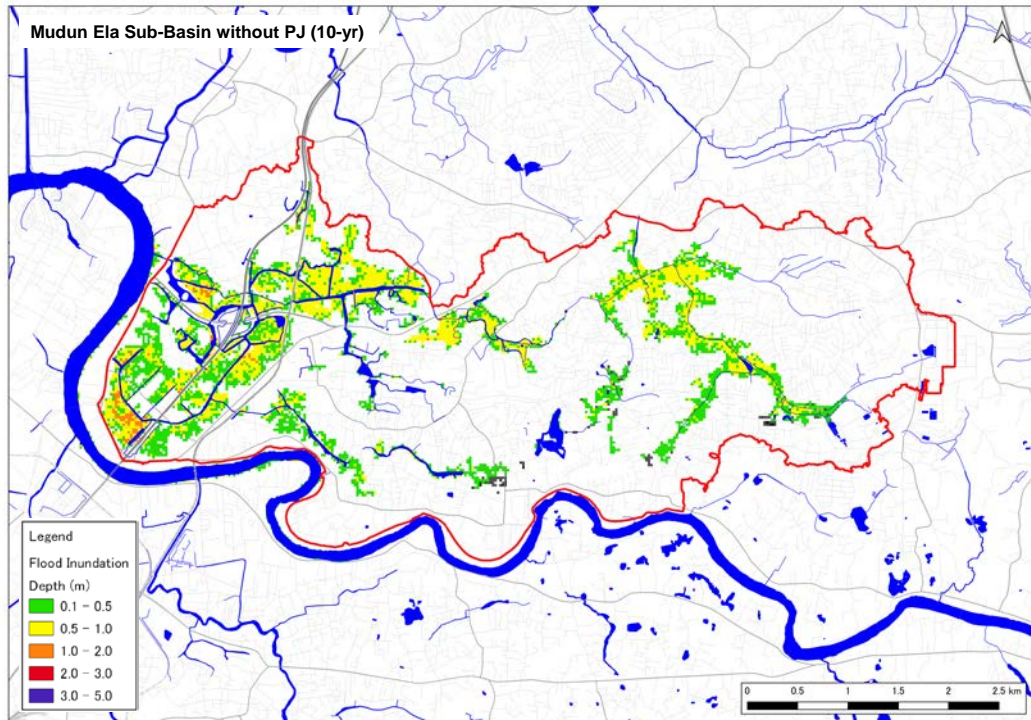 Mudun Ela Sub-Basin without PJ (10-yr)
Legend
Flood Inundation
Depth (m)
0.1 - 0.5
0.5 - 1.0
1.0 - 2.0
2.0 - 3.0
3.0 - 5.0
0 0.5 1 1.5 2 2.5 km